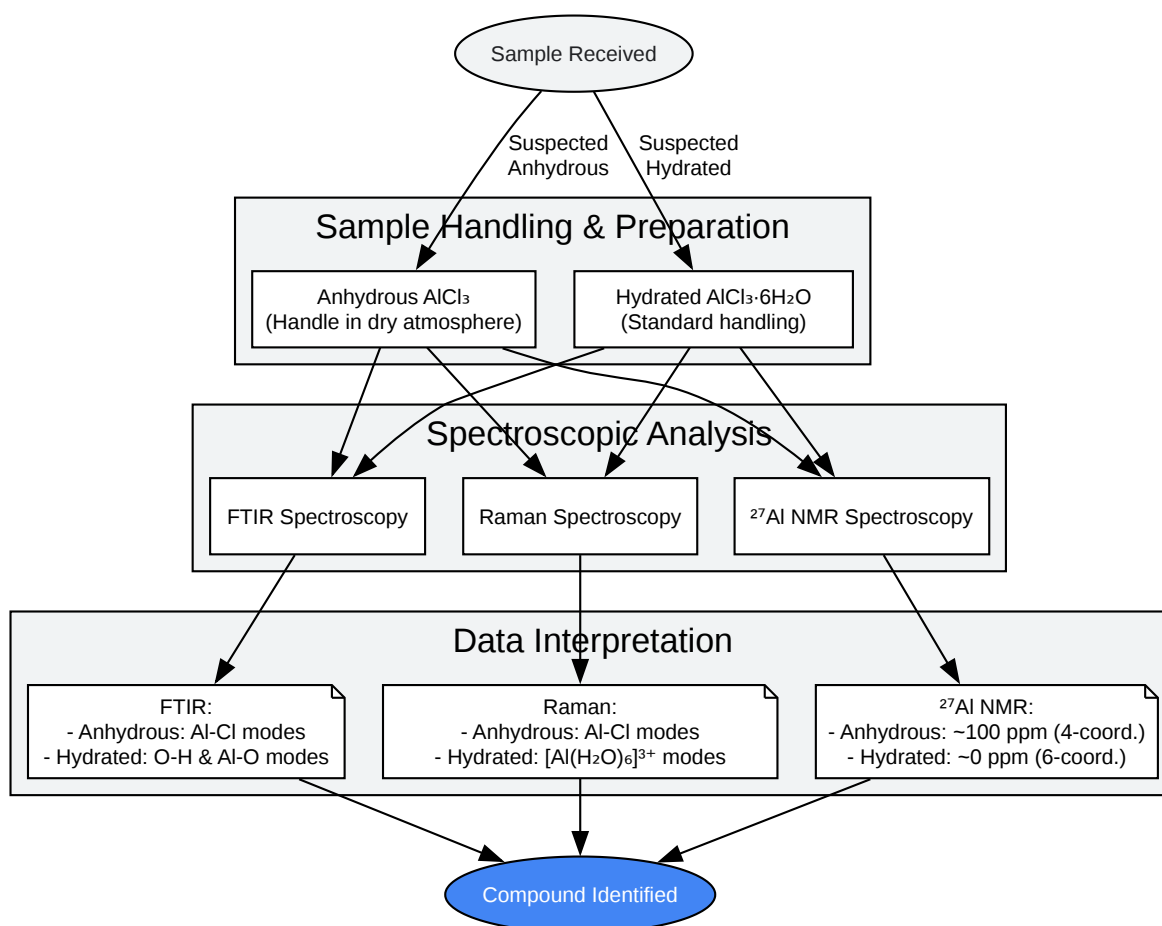 Sample Received
Suspected
Anhydrous
Suspected
Hydrated
Sample Handling & Preparation
Anhydrous AlCl₃
(Handle in dry atmosphere)
Hydrated AlCl₃·6H₂O
(Standard handling)
Spectroscopic Analysis
FTIR Spectroscopy
Raman Spectroscopy
²⁷Al NMR Spectroscopy
Data Interpretation
FTIR:
- Anhydrous: Al-Cl modes
- Hydrated: O-H & Al-O modes
Raman:
- Anhydrous: Al-Cl modes
- Hydrated: [Al(H₂O)₆]³⁺ modes
²⁷Al NMR:
- Anhydrous: ~100 ppm (4-coord.)
- Hydrated: ~0 ppm (6-coord.)
Compound Identified